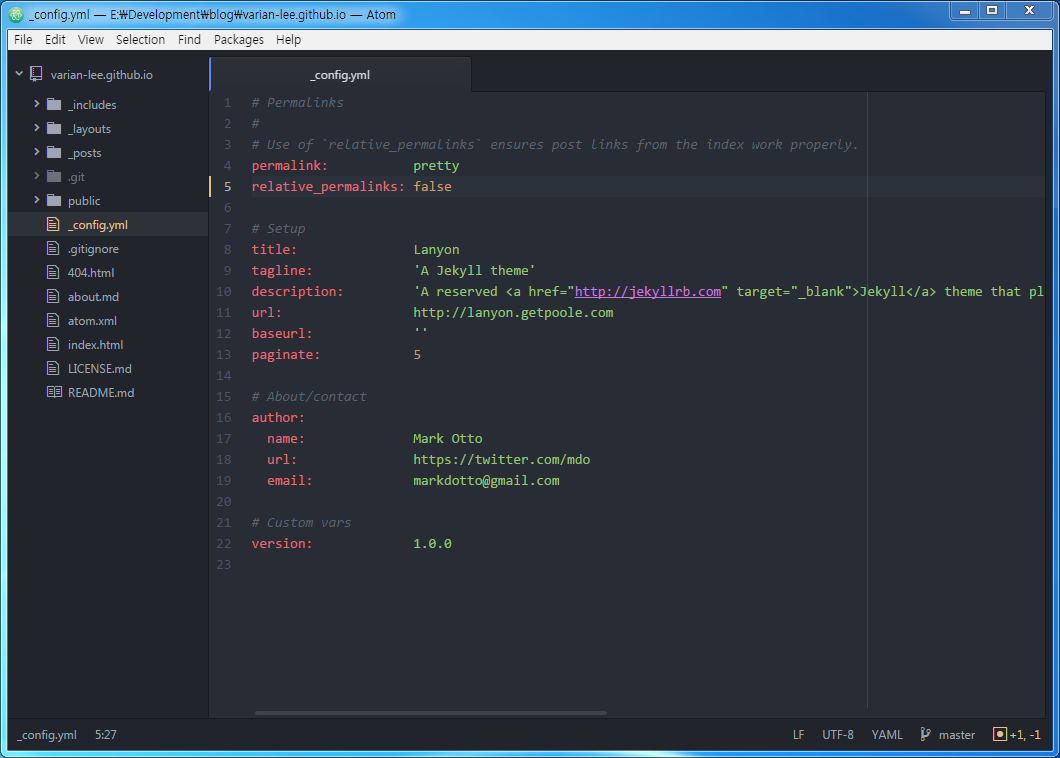 _config.yml — E:₩Development₩blog₩varian-lee.github.io — Atom
File Edit View Selection Find Packages Help
varian-lee.github.io
_includes
_layouts
_posts
.git
public
_config.yml
.gitignore
404.html
about.md
atom.xml
index.html
LICENSE.md
README.md
_config.yml
1 # Permalinks
2 #
3 # Use of `relative_permalinks` ensures post links from the index work properly.
4 permalink: pretty
5 relative_permalinks: false
6
7 # Setup
8 title: Lanyon
9 tagline: 'A Jekyll theme'
10 description: 'A reserved <a href="http://jekyllrb.com" target="_blank">Jekyll</a> theme that pl
11 url: http://lanyon.getpoole.com
12 baseurl: ''
13 paginate: 5
14
15 # About/contact
16 author:
17 name: Mark Otto
18 url: https://twitter.com/mdo
19 email: markdotto@gmail.com
20
21 # Custom vars
22 version: 1.0.0
23
_config.yml 5:27 LF UTF-8 YAML master +1, -1